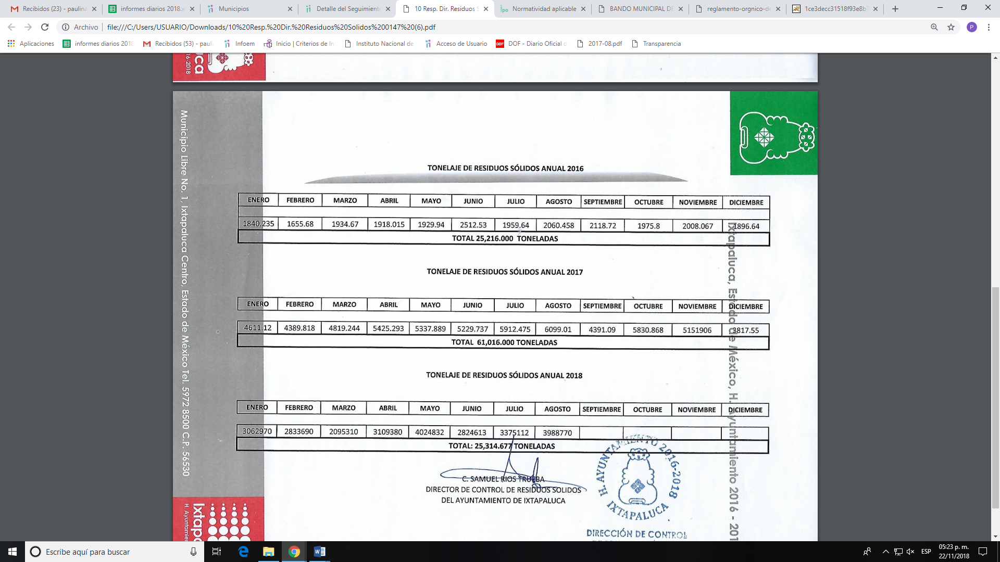 Recibidos (23) - paulina
informes diarios 2018.x
Municipios
Detalle del Seguimiento
10 Resp. Dir. Residuos S
Normatividad aplicable
BANDO MUNICIPAL DE
reglamento-orgnico-de
1ce3decc31518f93e8b7
Archivo
file:///C:/Users/USUARIO/Downloads/10%20Resp.%20Dir.%20Residuos%20Solidos%200147%20(6).pdf
P
Aplicaciones
informes diarios 2018
Recibidos (53) - pauli
Infoem
Inicio | Criterios de In
Instituto Nacional de
Acceso de Usuario
DOF
DOF - Diario Oficial d
2017-08.pdf
Transparencia
uca
16-2018
Municipio Libre No. 1, Ixtapaluca Centro, Estado de México Tel. 5972 8500 C.P. 56530
TONELAJE DE RESIDUOS SÓLIDOS ANUAL 2016
ENERO FEBRERO MARZO ABRIL MAYO JUNIO JULIO AGOSTO SEPTIEMBRE OCTUBRE NOVIEMBRE DICIEMBRE
1840.235 1655.68 1934.67 1918.015 1929.94 2512.53 1959.64 2060.458 2118.72 1975.8 2008.067 1896.64
TOTAL 25,216.000 TONELADAS
TONELAJE DE RESIDUOS SÓLIDOS ANUAL 2017
ENERO FEBRERO MARZO ABRIL MAYO JUNIO JULIO AGOSTO SEPTIEMBRE OCTUBRE NOVIEMBRE DICIEMBRE
4611.12 4389.818 4819.244 5425.293 5337.889 5229.737 5912.475 6099.01 4391.09 5830.868 5151906 3817.55
TOTAL 61,016.000 TONELADAS
TONELAJE DE RESIDUOS SÓLIDOS ANUAL 2018
ENERO FEBRERO MARZO ABRIL MAYO JUNIO JULIO AGOSTO SEPTIEMBRE OCTUBRE NOVIEMBRE DICIEMBRE
3062970 2833690 2095310 3109380 4024832 2824613 3375112 3988770
TOTAL: 25,314.677 TONELADAS
C. SAMUEL RIOS TRUEBA
DIRECTOR DE CONTROL DE RESIDUOS SOLIDOS
DEL AYUNTAMIENTO DE IXTAPALUCA
H. AYUNTAMIENTO 2016-2018
IXTAPALUCA
DIRECCIÓN DE CONTROL
Ixtapaluca, Estado de México, H. Ayuntamiento 2016 - 201
Ixtapa
H. Ayuntamien
Escribe aquí para buscar
ESP
05:23 p. m.
22/11/2018